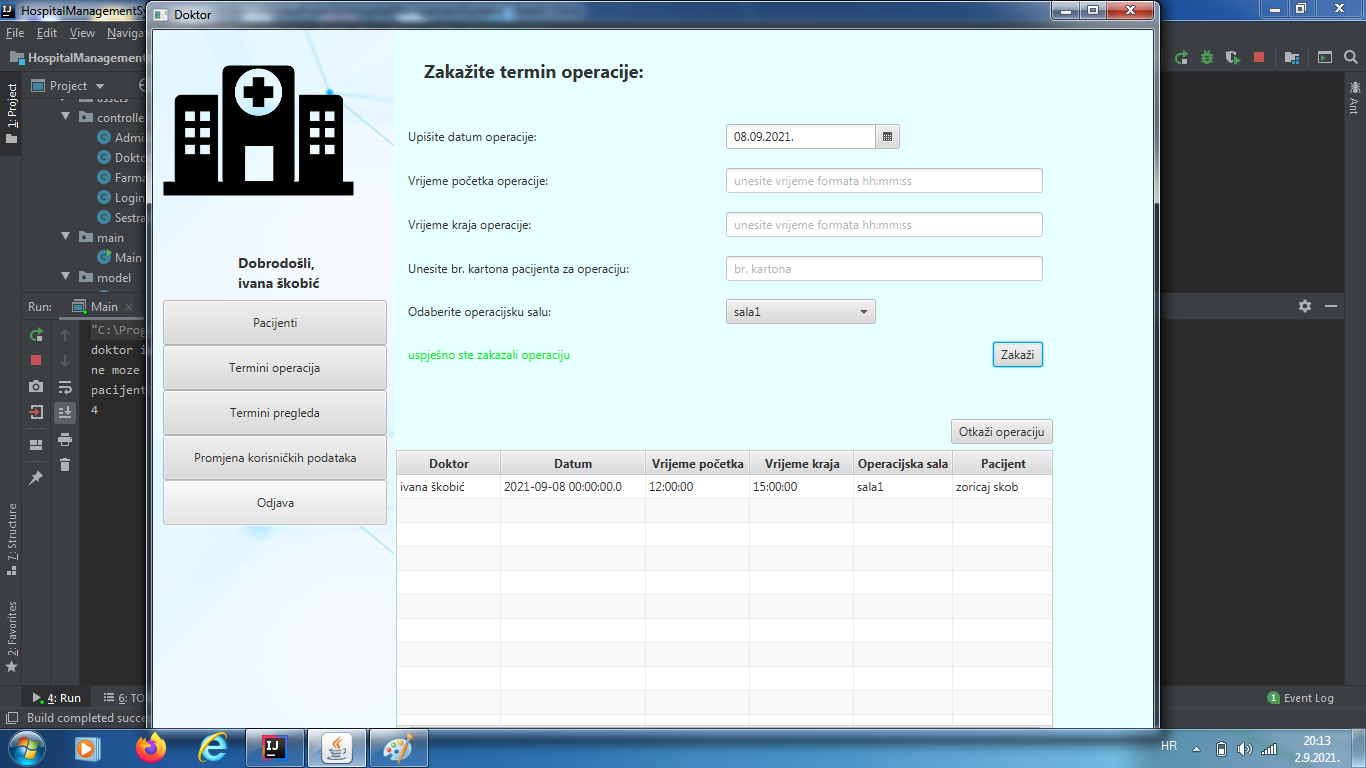 HospitalManagementSy
Doktor
File Edit View Naviga
HospitalManagement
Project
1: Project
controlle
Admi
Dokto
Farma
Login
Sestra
main
Main
model
Run: Main
"C:\Prog
doktor i
ne moze
pacijent
4
7: Structure
2: Favorites
Ant
Dobrodošli,
ivana škobić
Pacijenti
Termini operacija
Termini pregleda
Promjena korisničkih podataka
Odjava
Zakažite termin operacije:
Upišite datum operacije: 08.09.2021.
Vrijeme početka operacije: unesite vrijeme formata hh:mm:ss
Vrijeme kraja operacije: unesite vrijeme formata hh:mm:ss
Unesite br. kartona pacijenta za operaciju: br. kartona
Odaberite operacijsku salu: sala1
uspješno ste zakazali operaciju Zakaži
Otkaži operaciju
Doktor Datum Vrijeme početka Vrijeme kraja Operacijska sala Pacijent
ivana škobić 2021-09-08 00:00:00.0 12:00:00 15:00:00 sala1 zoricaj skob
4: Run 6: TO
1 Event Log
Build completed succe
HR
20:13
2.9.2021.